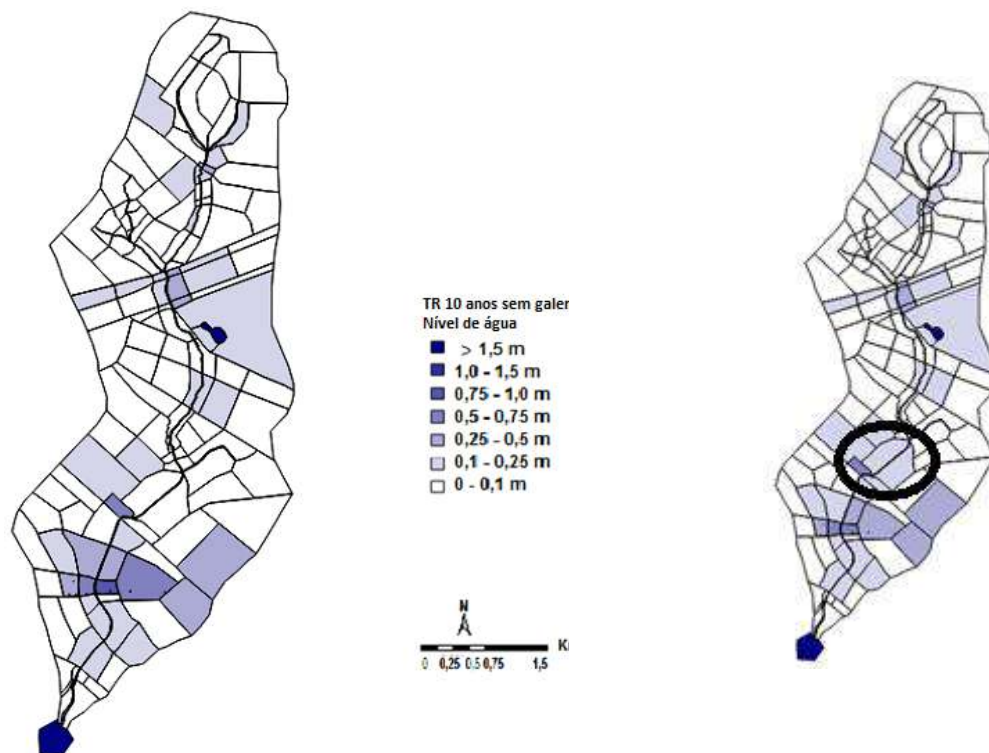 TR 10 anos sem galer
Nível de água
> 1,5 m
1,0 - 1,5 m
0,75 - 1,0 m
0,5 - 0,75 m
0,25 - 0,5 m
0,1 - 0,25 m
0 - 0,1 m
N
K
0 0,25 0.5 0,75 1,5